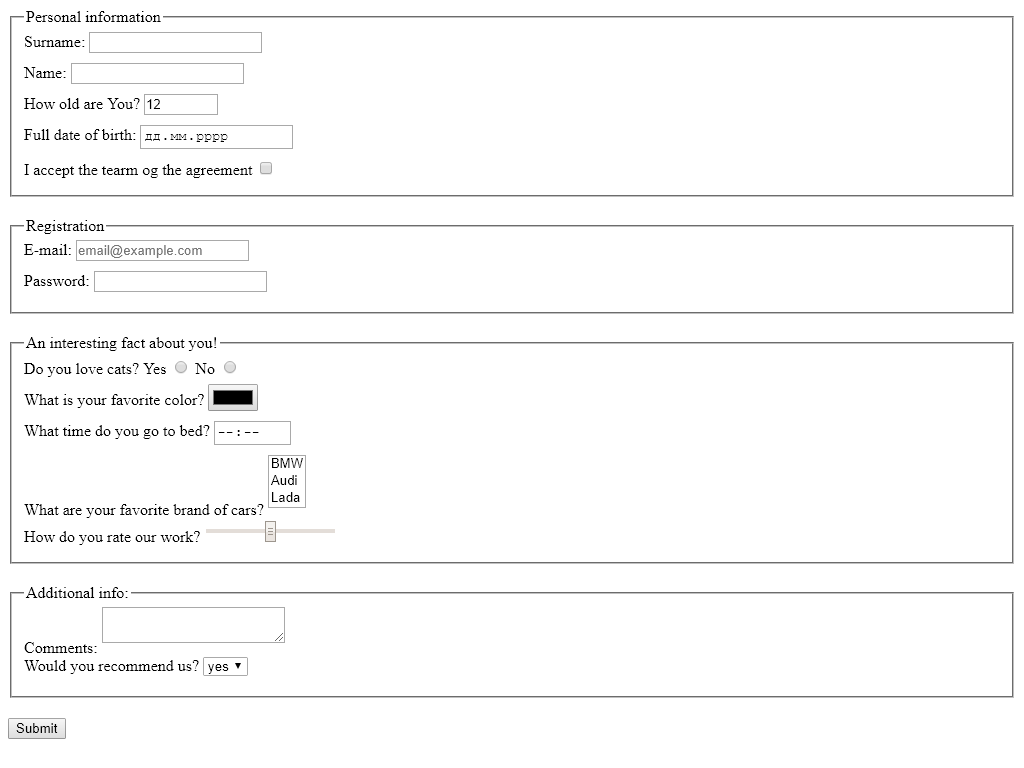 Personal information
Surname:
Name:
How old are You? 12
Full date of birth: дд.мм.рррр
I accept the tearm og the agreement
Registration
E-mail: email@example.com
Password:
An interesting fact about you!
Do you love cats? Yes No
What is your favorite color?
What time do you go to bed? --:--
BMW
Audi
Lada
What are your favorite brand of cars?
How do you rate our work?
Additional info:
Comments:
Would you recommend us? yes
Submit